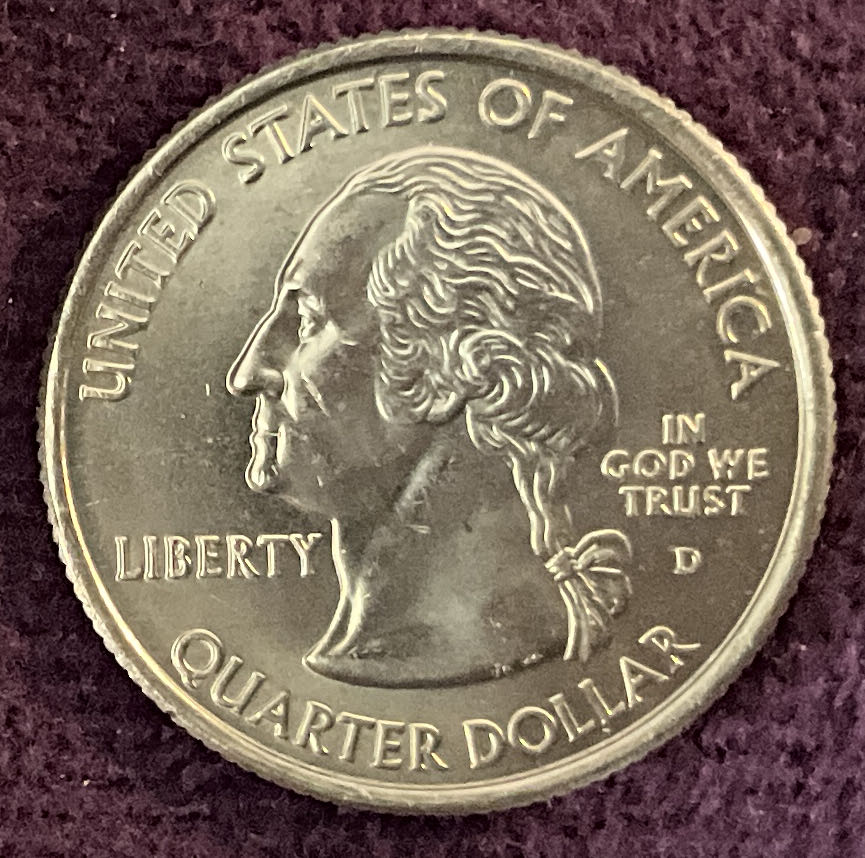 UNITED STATES OF AMERICA
IN
GOD WE
TRUST
LIBERTY
D
QUARTER DOLLAR